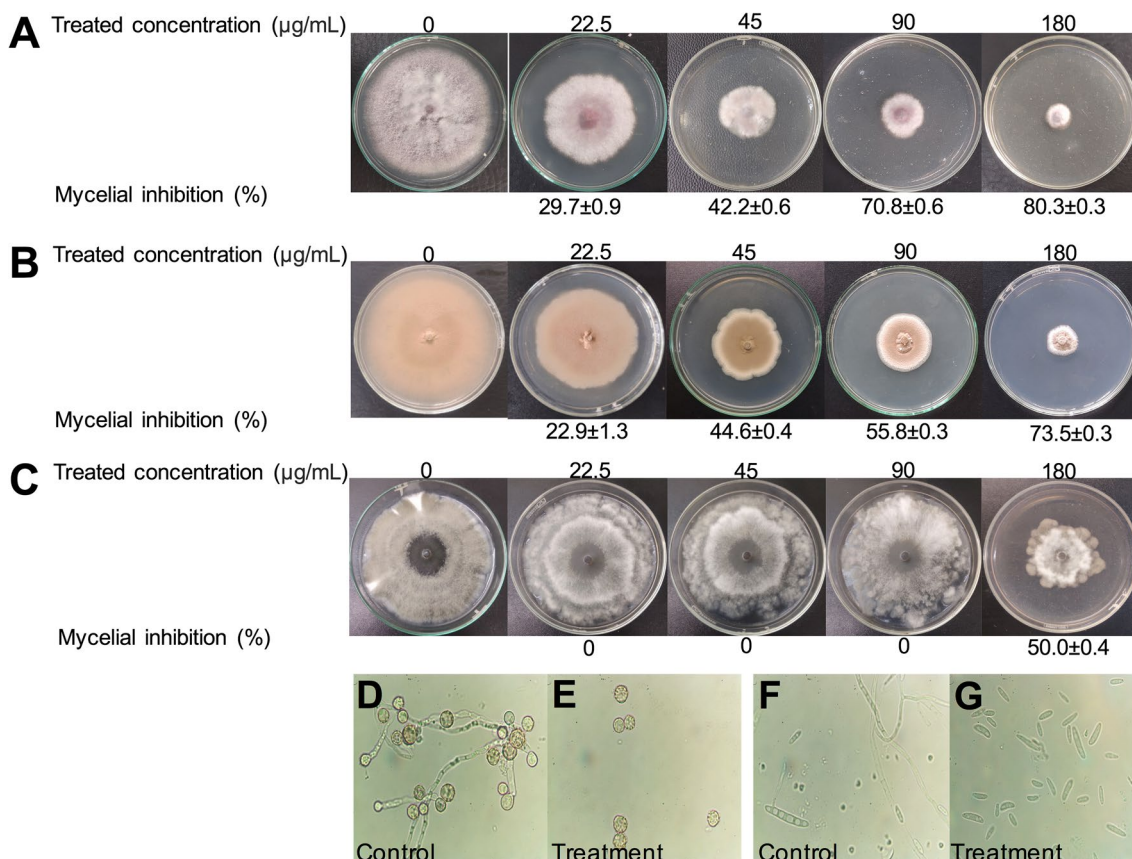 A Treated concentration (µg/mL) 0 22.5 45 90 180
Mycelial inhibition (%) 29.7±0.9 42.2±0.6 70.8±0.6 80.3±0.3
B Treated concentration (µg/mL) 0 22.5 45 90 180
Mycelial inhibition (%) 22.9±1.3 44.6±0.4 55.8±0.3 73.5±0.3
C Treated concentration (µg/mL) 0 22.5 45 90 180
Mycelial inhibition (%) 0 0 0 50.0±0.4
D E F G
Control Treatment Control Treatment